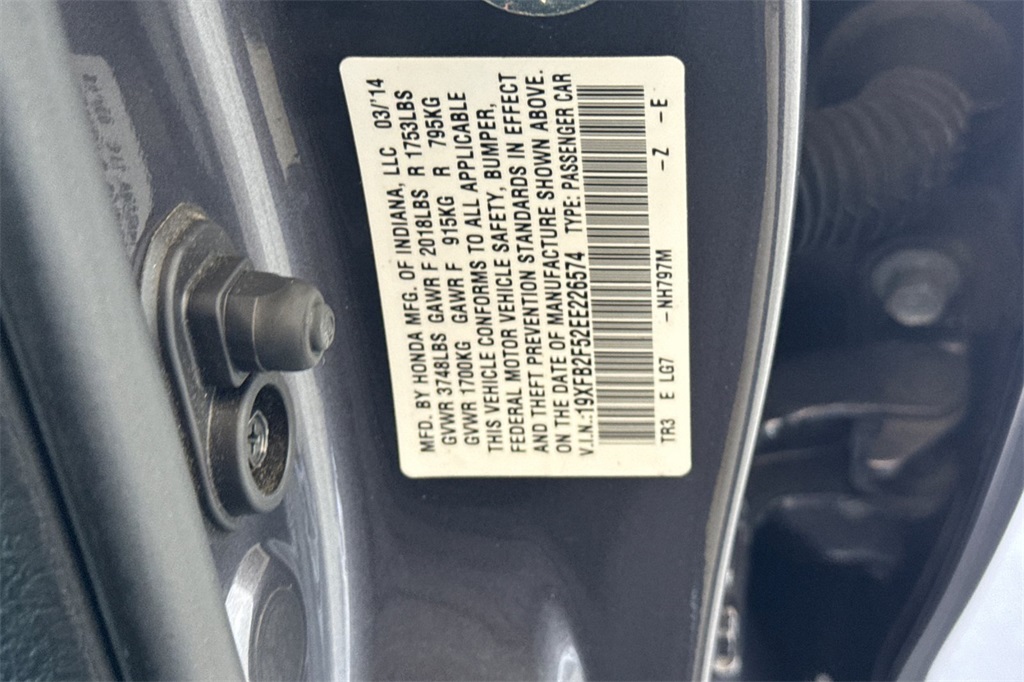 MFD. BY HONDA MFG. OF INDIANA, LLC 03/'14
GVWR 3748LBS GAWR F 2018LBS R 1753LBS
GVWR 1700KG GAWR F 915KG R 795KG
THIS VEHICLE CONFORMS TO ALL APPLICABLE
FEDERAL MOTOR VEHICLE SAFETY, BUMPER,
AND THEFT PREVENTION STANDARDS IN EFFECT
ON THE DATE OF MANUFACTURE SHOWN ABOVE.
V.I.N.:19XFB2F52EE226574 TYPE: PASSENGER CAR
TR3 E LG7 -NH797M -Z -E